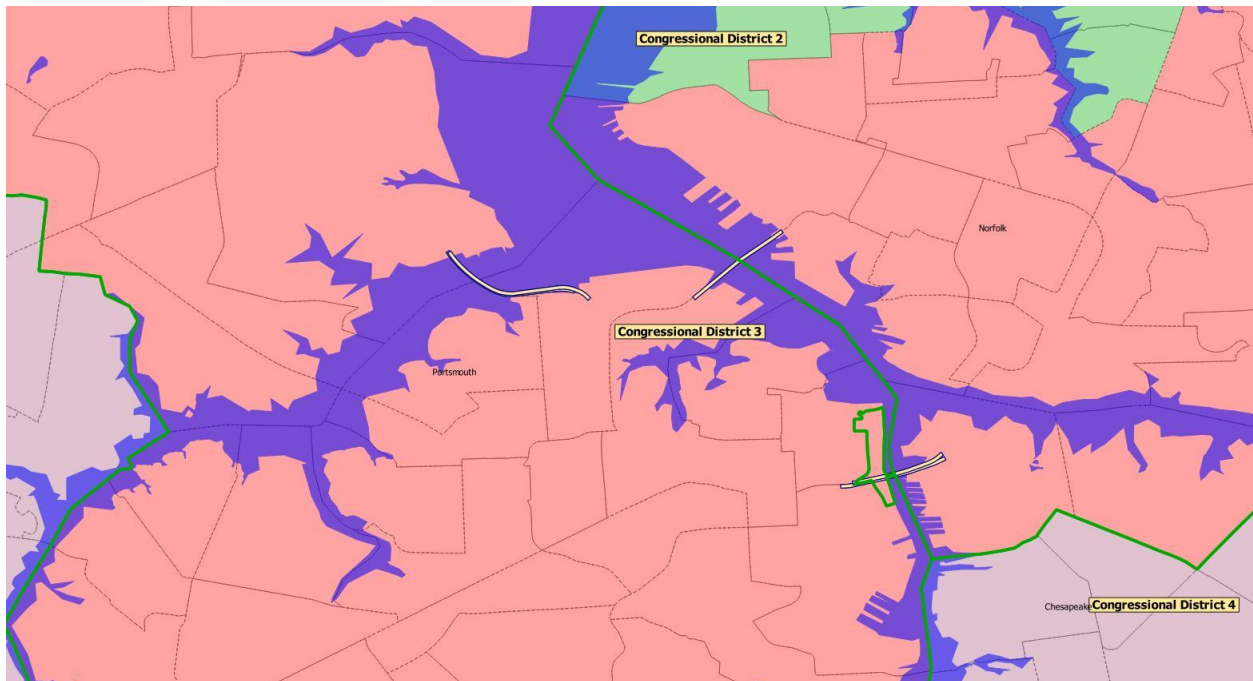 Congressional District 2
Norfolk
Congressional District 3
Portsmouth
Chesapeake
Congressional District 4